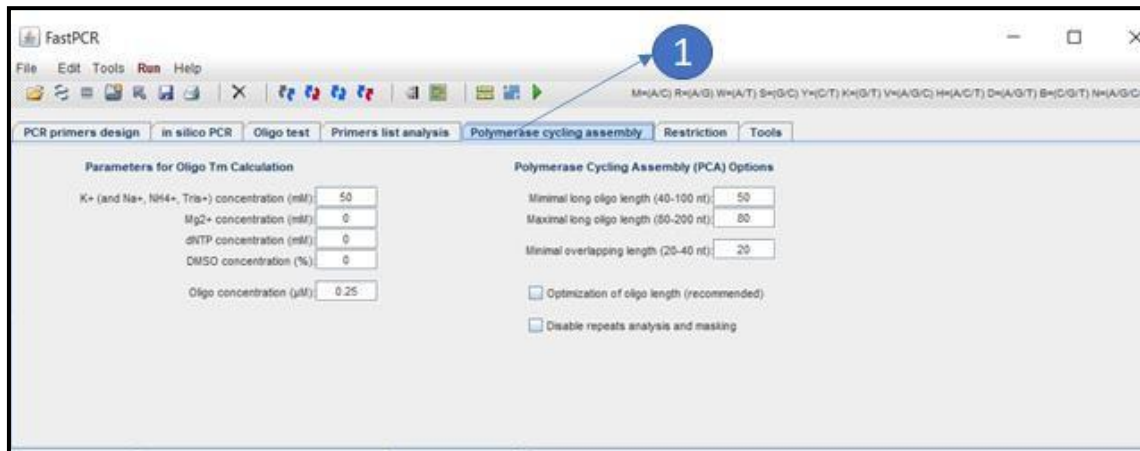 FastPCR
1
File Edit Tools Run Help
M=(A/C) R=(A/G) W=(A/T) S=(G/C) Y=(C/T) K=(G/T) V=(A/G/C) H=(A/C/T) D=(A/G/T) B=(C/G/T) N=(A/G/C/
PCR primers design in silico PCR Oligo test Primers list analysis Polymerase cycling assembly Restriction Tools
Parameters for Oligo Tm Calculation
K+ (and Na+, NH4+, Tris+) concentration (mM): 50
Mg2+ concentration (mM): 0
dNTP concentration (mM): 0
DMSO concentration (%): 0
Oligo concentration (µM): 0.25
Polymerase Cycling Assembly (PCA) Options
Minimal long oligo length (40-100 nt): 50
Maximal long oligo length (50-200 nt): 80
Minimal overlapping length (20-40 nt): 20
Optimization of oligo length (recommended)
Disable repeats analysis and masking